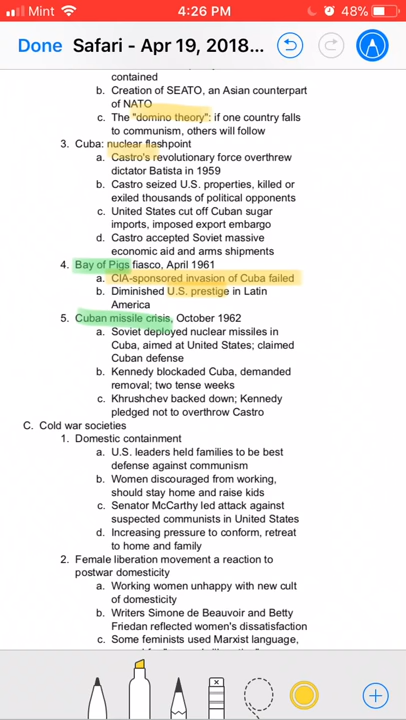 Mint 4:26 PM 48%
Done Safari - Apr 19, 2018...
contained
b. Creation of SEATO, an Asian counterpart
of NATO
c. The "domino theory": if one country falls
to communism, others will follow
3. Cuba: nuclear flashpoint
a. Castro's revolutionary force overthrew
dictator Batista in 1959
b. Castro seized U.S. properties, killed or
exiled thousands of political opponents
c. United States cut off Cuban sugar
imports, imposed export embargo
d. Castro accepted Soviet massive
economic aid and arms shipments
4. Bay of Pigs fiasco, April 1961
a. CIA-sponsored invasion of Cuba failed
b. Diminished U.S. prestige in Latin
America
5. Cuban missile crisis, October 1962
a. Soviet deployed nuclear missiles in
Cuba, aimed at United States; claimed
Cuban defense
b. Kennedy blockaded Cuba, demanded
removal; two tense weeks
c. Khrushchev backed down; Kennedy
pledged not to overthrow Castro
C. Cold war societies
1. Domestic containment
a. U.S. leaders held families to be best
defense against communism
b. Women discouraged from working,
should stay home and raise kids
c. Senator McCarthy led attack against
suspected communists in United States
d. Increasing pressure to conform, retreat
to home and family
2. Female liberation movement a reaction to
postwar domesticity
a. Working women unhappy with new cult
of domesticity
b. Writers Simone de Beauvoir and Betty
Friedan reflected women's dissatisfaction
c. Some feminists used Marxist language,